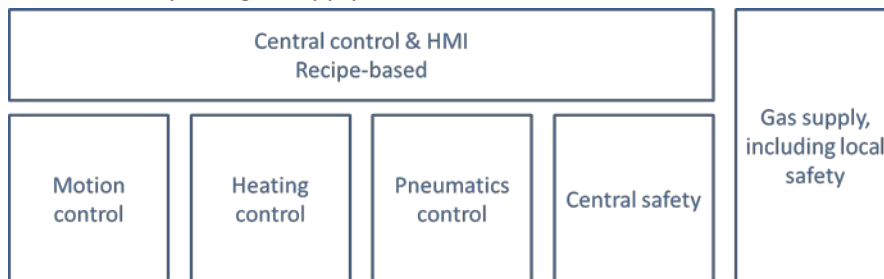 Central control & HMI
Recipe-based
Motion
control
Heating
control
Pneumatics
control
Central safety
Gas supply,
including local
safety